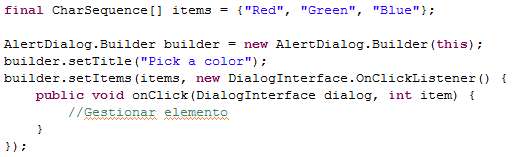 final CharSequence[] items = {"Red", "Green", "Blue"};
AlertDialog.Builder builder = new AlertDialog.Builder(this);
builder.setTitle("Pick a color");
builder.setItems(items, new DialogInterface.OnClickListener() {
    public void onClick(DialogInterface dialog, int item) {
        //Gestionar elemento
    }
});